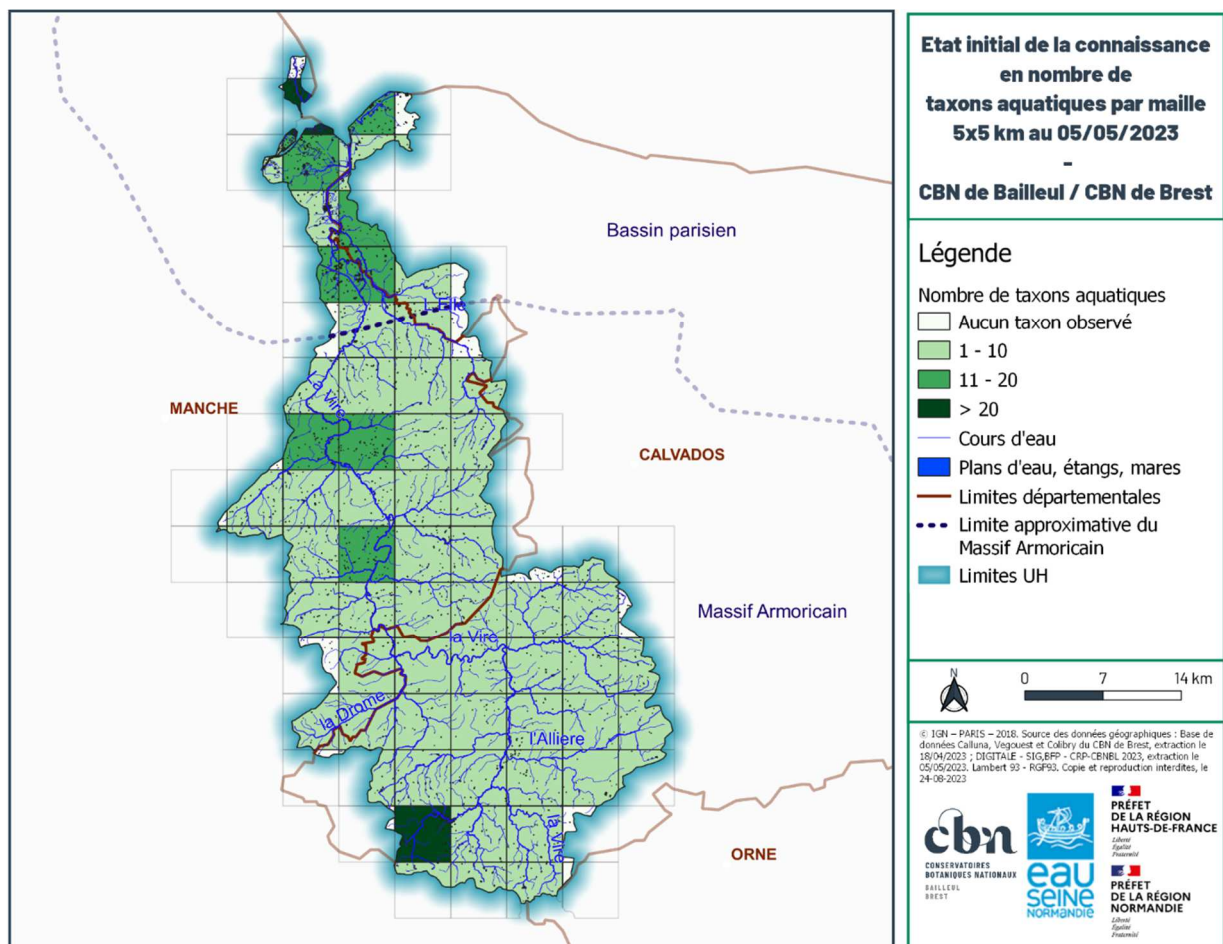 Etat initial de la connaissance
en nombre de
taxons aquatiques par maille
5x5 km au 05/05/2023
-
CBN de Bailleul / CBN de Brest
Légende
Nombre de taxons aquatiques
Aucun taxon observé
1 - 10
11 - 20
> 20
Cours d'eau
Plans d'eau, étangs, mares
Limites départementales
Limite approximative du
Massif Armoricain
Limites UH
N
0 7 14 km
© IGN – PARIS – 2018. Source des données géographiques : Base de
données Calluna, Vegouest et Colibry du CBN de Brest, extraction le
18/04/2023 ; DIGITALE - SIG,BFP - CRP-CBNBL 2023, extraction le
05/05/2023. Lambert 93 - RGF93. Copie et reproduction interdites, le
24-08-2023
cbn
CONSERVATOIRES
BOTANIQUES NATIONAUX
BAILLEUL
BREST
eau
SEINE
NORMANDIE
PRÉFET
DE LA RÉGION
HAUTS-DE-FRANCE
Liberté
Égalité
Fraternité
PRÉFET
DE LA RÉGION
NORMANDIE
Liberté
Égalité
Fraternité
Bassin parisien
MANCHE
La Vire
CALVADOS
Massif Armoricain
la Vire
la Drome
l'Alliere
la Vire
ORNE